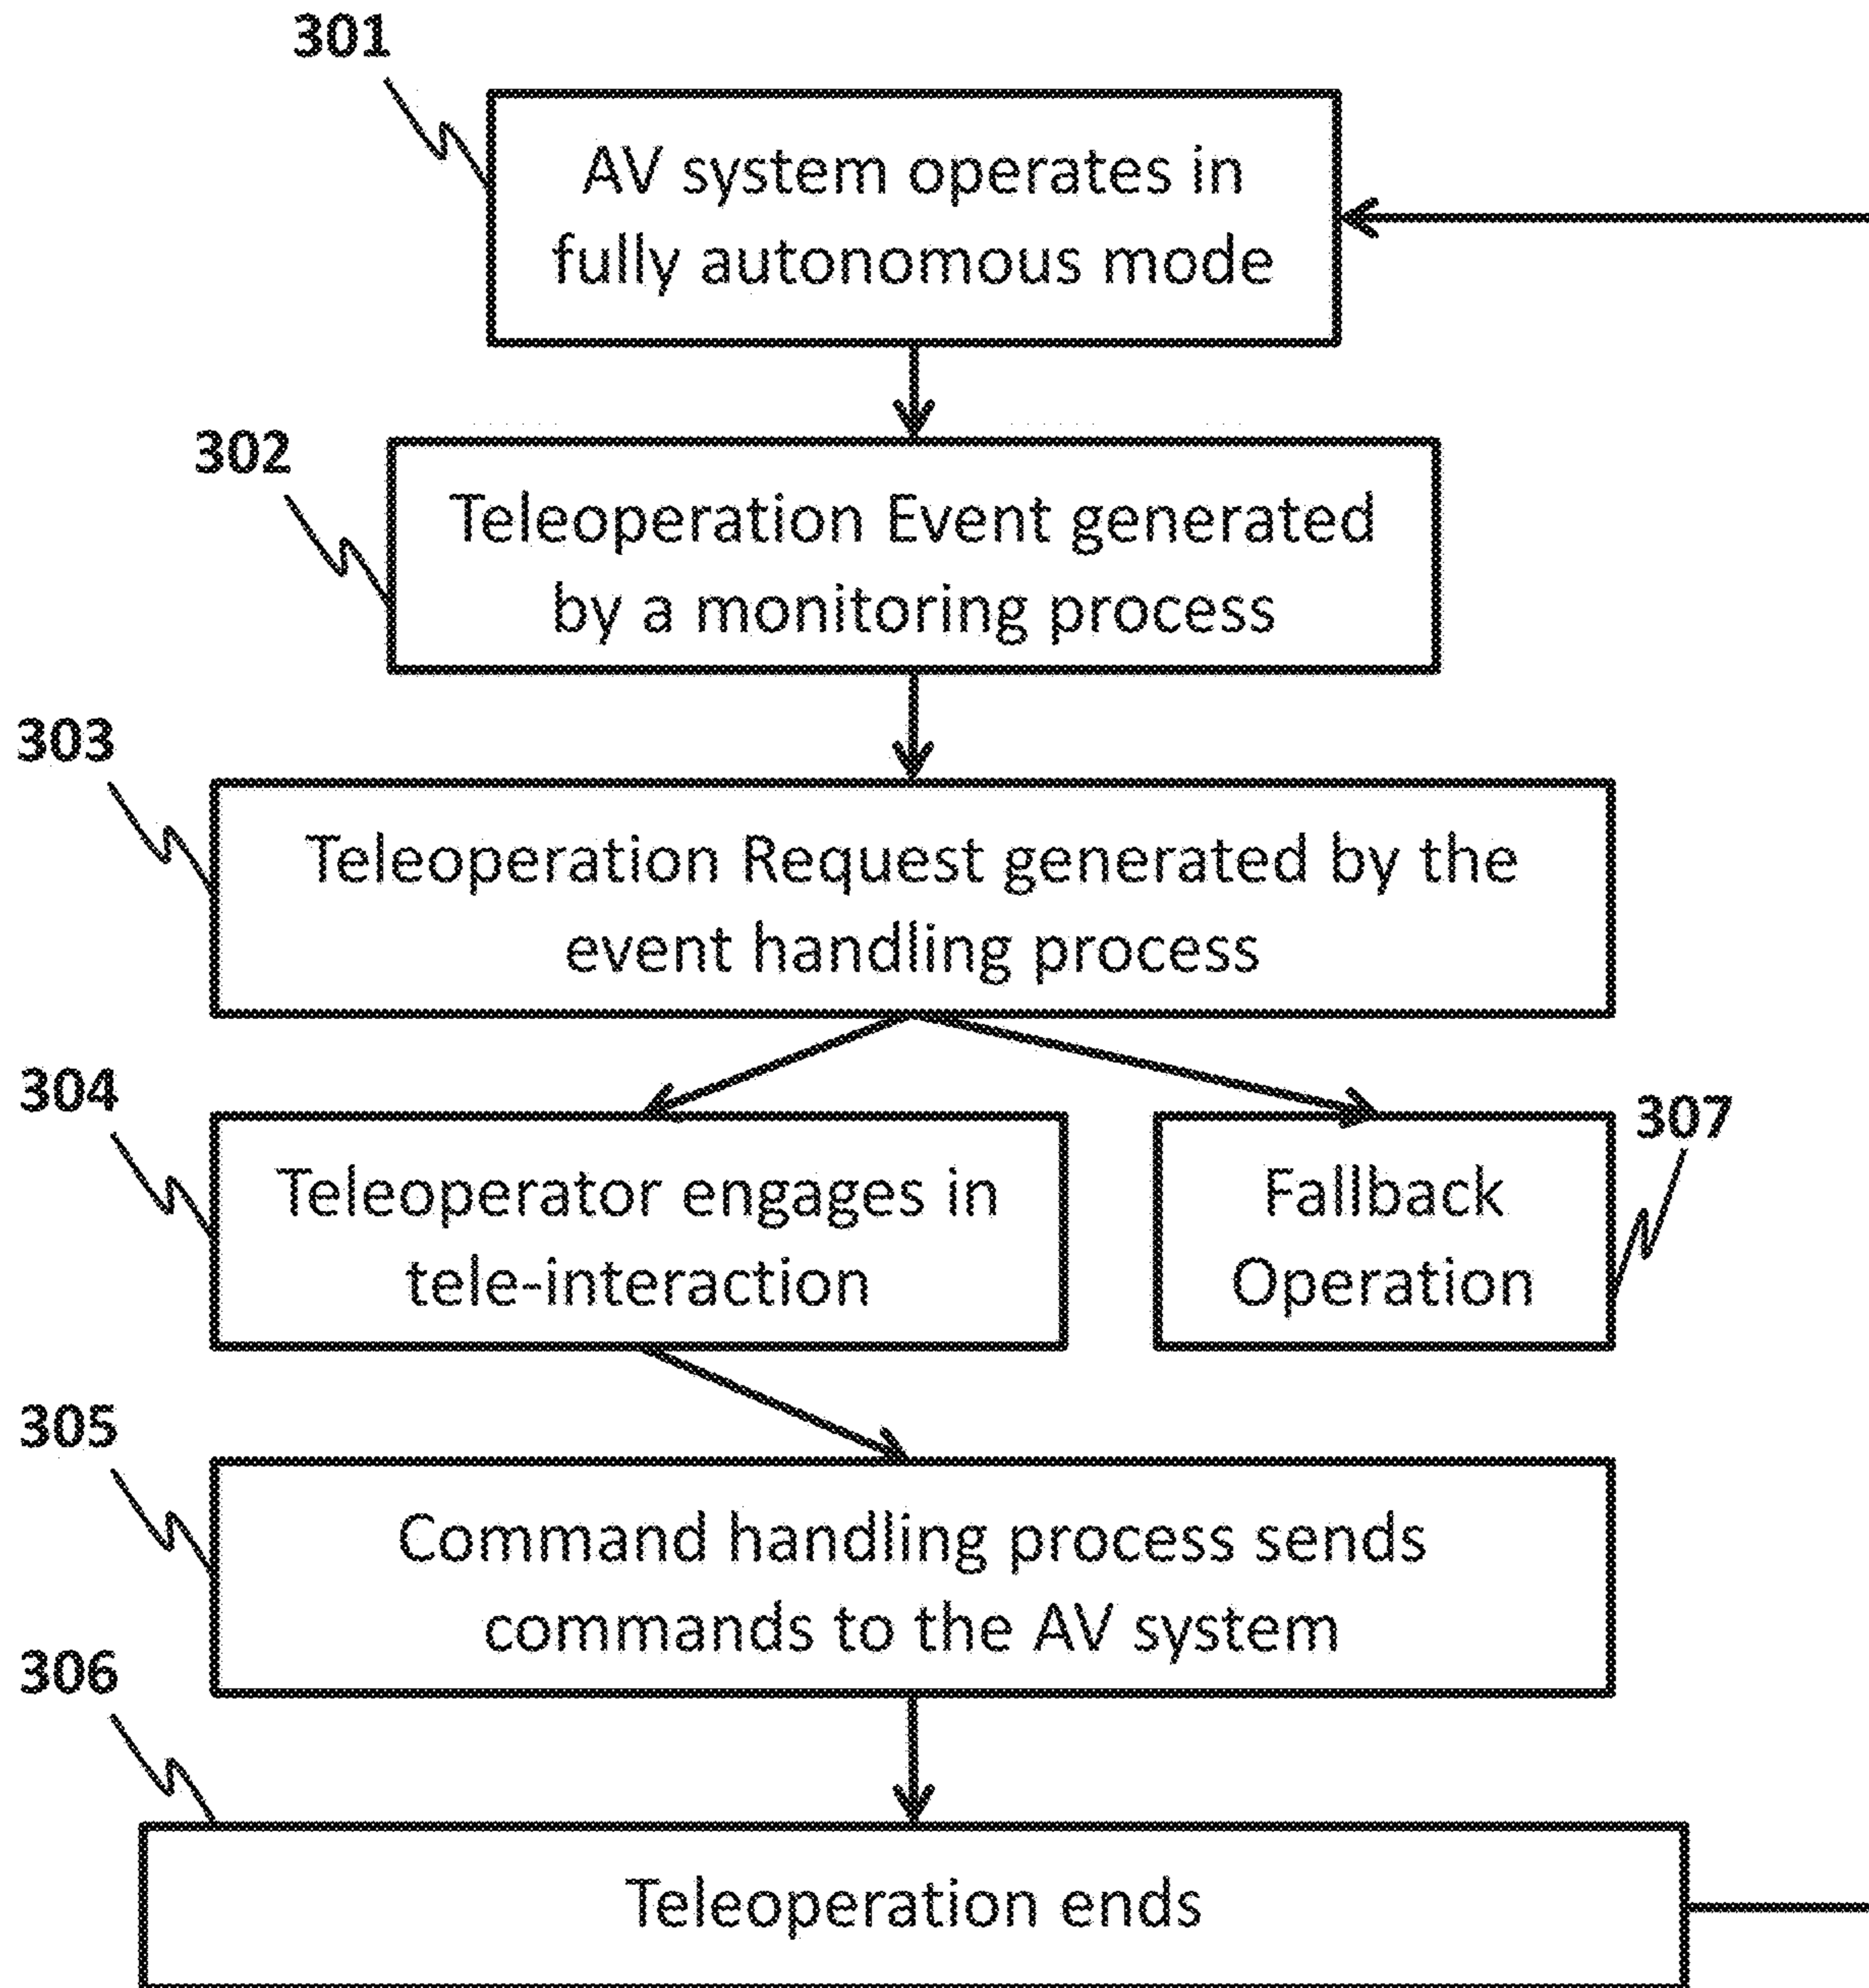 301
AV system operates in
fully autonomous mode
302
Teleoperation Event generated
by a monitoring process
303
Teleoperation Request generated by the
event handling process
304
Teleoperator engages in
tele-interaction
307
Fallback
Operation
305
Command handling process sends
commands to the AV system
306
Teleoperation ends